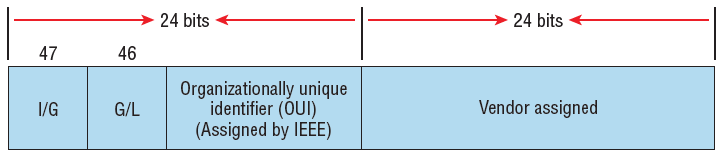 24 bits 24 bits
47 46
I/G G/L Organizationally unique
identifier (OUI)
(Assigned by IEEE)
Vendor assigned